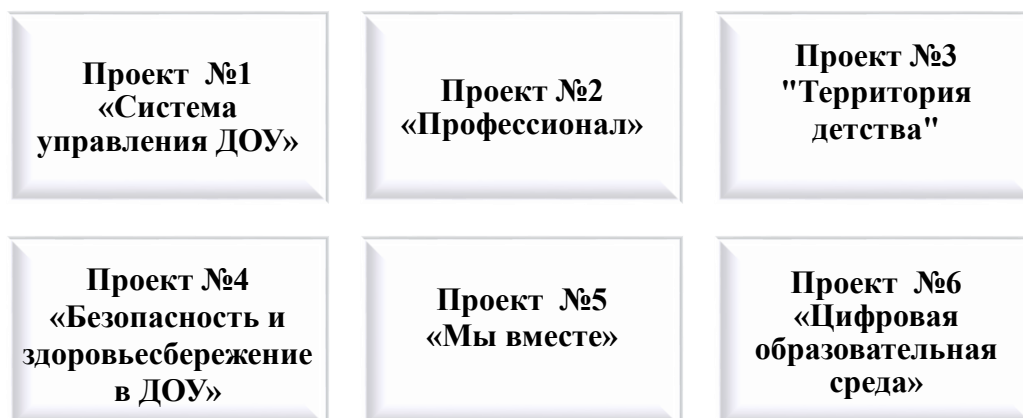 Проект №1
«Система
управления ДОУ»
Проект №2
«Профессионал»
Проект №3
"Территория
детства"
Проект №4
«Безопасность и
здоровьесбережение
в ДОУ»
Проект №5
«Мы вместе»
Проект №6
«Цифровая
образовательная
среда»